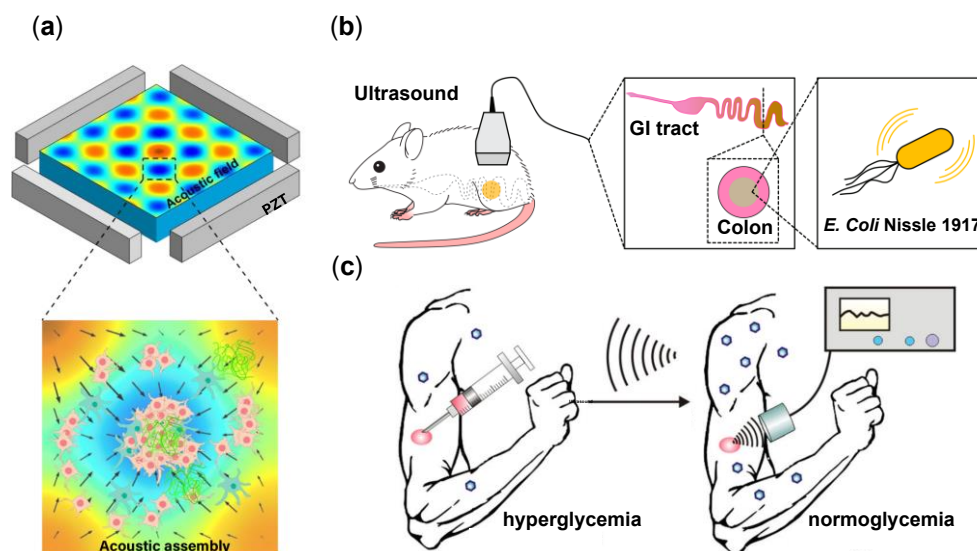 (a)
Acoustic field
PZT
Acoustic assembly
(b)
Ultrasound
GI tract
Colon
E. Coli Nissle 1917
(c)
hyperglycemia
normoglycemia